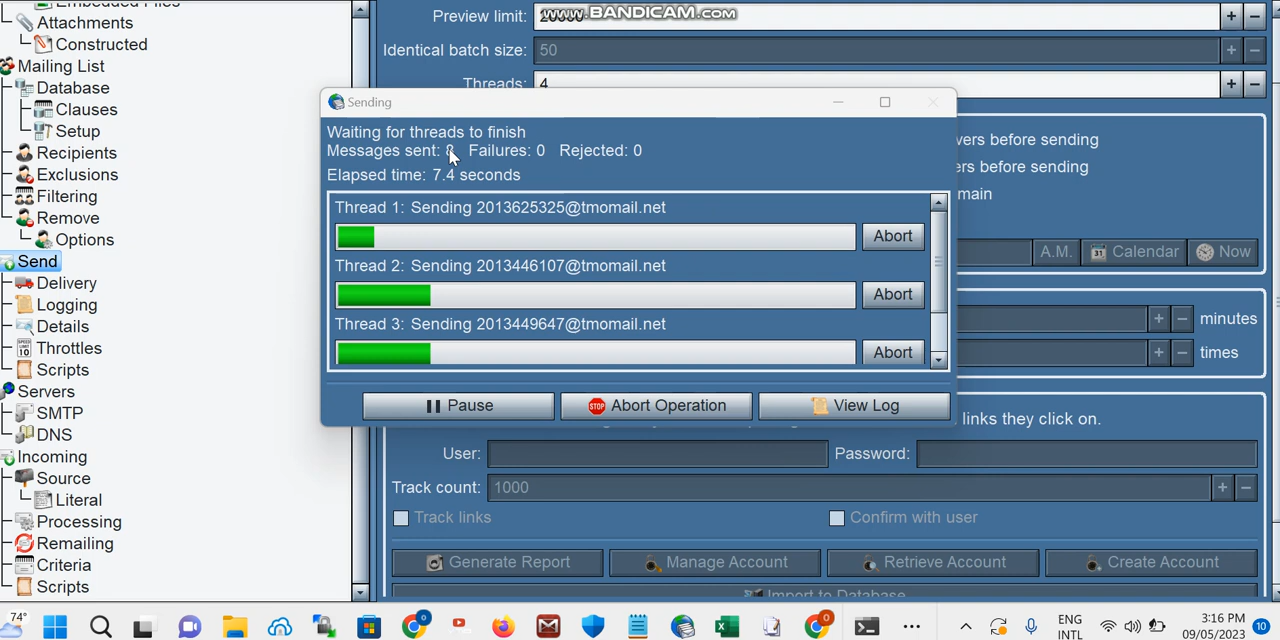 Embedded Files
Attachments
Constructed
Mailing List
Database
Clauses
Setup
Recipients
Exclusions
Filtering
Remove
Options
Send
Delivery
Logging
Details
Throttles
Scripts
Servers
SMTP
DNS
Incoming
Source
Literal
Processing
Remailing
Criteria
Scripts
Preview limit:
www.BANDICAM.com
Identical batch size: 50
Threads: 4
Sending
Waiting for threads to finish
Messages sent: 8 Failures: 0 Rejected: 0
Elapsed time: 7.4 seconds
Thread 1: Sending 2013625325@tmomail.net
Abort
Thread 2: Sending 2013446107@tmomail.net
Abort
Thread 3: Sending 2013449647@tmomail.net
Abort
Pause Abort Operation View Log
before sending
before sending
A.M. Calendar Now
minutes
times
links they click on.
User: Password:
Track count: 1000
Track links Confirm with user
Generate Report Manage Account Retrieve Account Create Account
Import to Database
74°
ENG
INTL
3:16 PM
09/05/2023
10